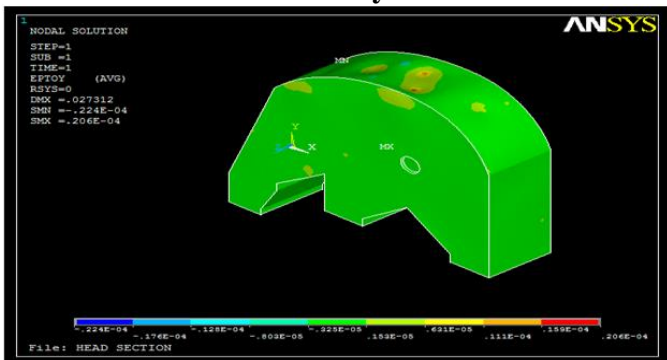 1
ANSYS
NODAL SOLUTION
STEP=1
SUB =1
TIME=1
EPTOY (AVG)
RSYS=0
DMX =.027312
SMN =-.224E-04
SMX =.206E-04
MN
Y
X
MX
-.224E-04 -.128E-04 -.325E-05 .631E-05 .159E-04
-.176E-04 -.803E-05 .153E-05 .111E-04 .206E-04
File: HEAD SECTION